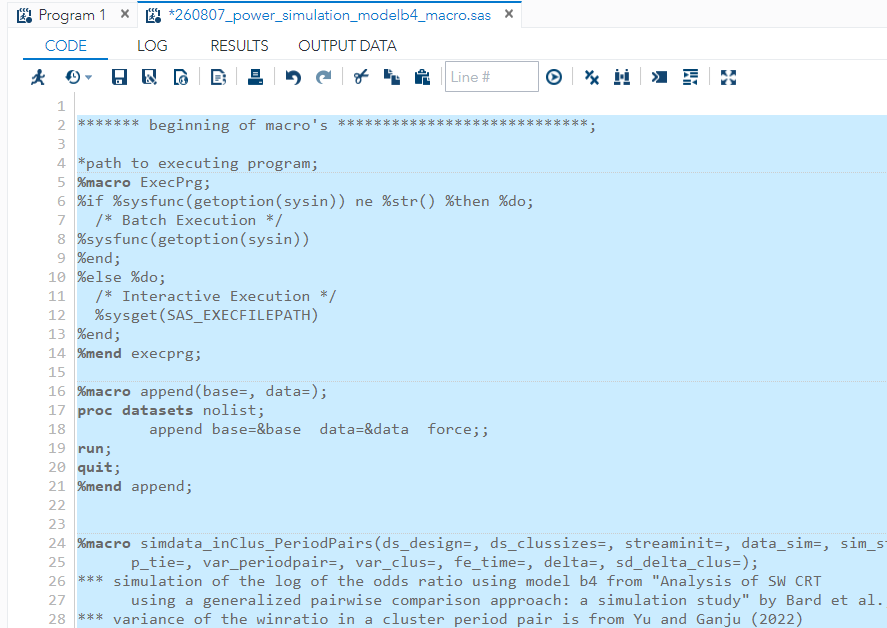 Program 1 × *260807_power_simulation_modelb4_macro.sas ×
CODE LOG RESULTS OUTPUT DATA
Line #
1
2 ******* beginning of macro's ****************************;
3
4 *path to executing program;
5 %macro ExecPrg;
6 %if %sysfunc(getoption(sysin)) ne %str() %then %do;
7 /* Batch Execution */
8 %sysfunc(getoption(sysin))
9 %end;
10 %else %do;
11 /* Interactive Execution */
12 %sysget(SAS_EXECFILEPATH)
13 %end;
14 %mend execprg;
15
16 %macro append(base=, data=);
17 proc datasets nolist;
18 append base=&base data=&data force;;
19 run;
20 quit;
21 %mend append;
22
23
24 %macro simdata_inClus_PeriodPairs(ds_design=, ds_clussizes=, streaminit=, data_sim=, sim_s
25 p_tie=, var_periodpair=, var_clus=, fe_time=, delta=, sd_delta_clus=);
26 *** simulation of the log of the odds ratio using model b4 from "Analysis of SW CRT
27 using a generalized pairwise comparison approach: a simulation study" by Bard et al.
28 *** variance of the winratio in a cluster period pair is from Yu and Ganju (2022)